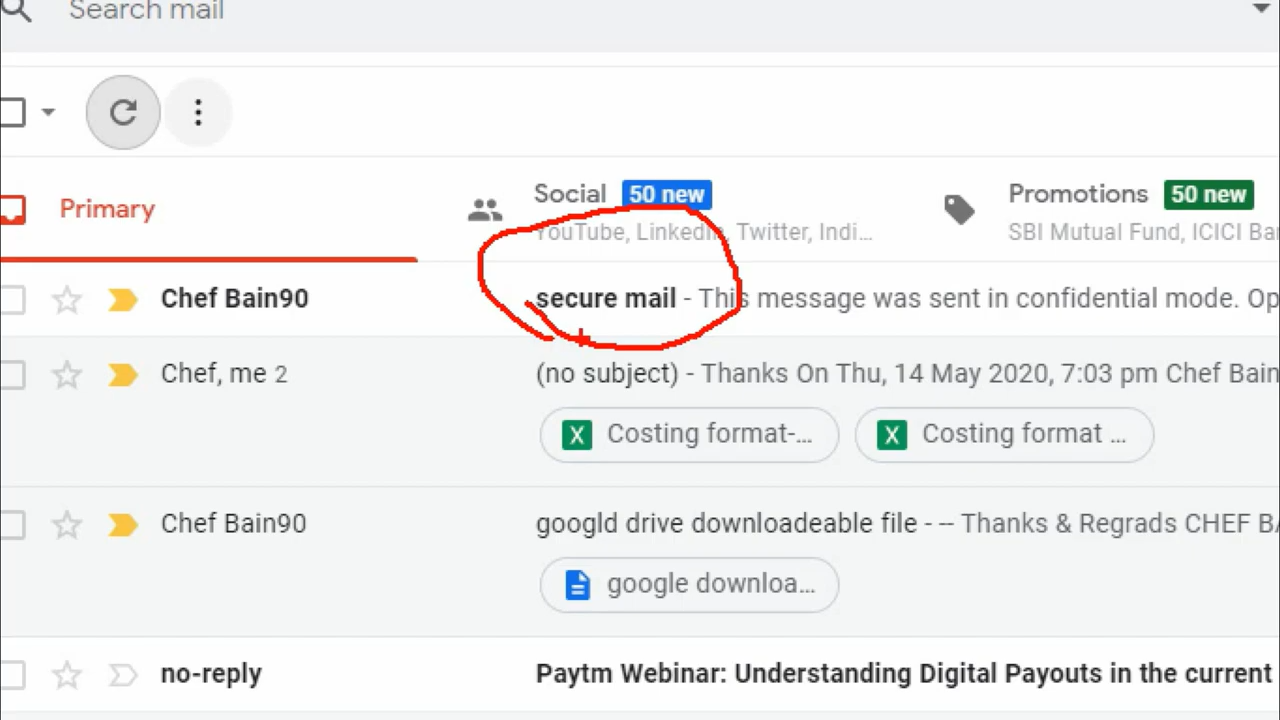 Search mail
Primary
Social 50 new
YouTube, LinkedIn, Twitter, Indi...
Promotions 50 new
SBI Mutual Fund, ICICI Ba
Chef Bain90 secure mail - This message was sent in confidential mode. Op
Chef, me 2 (no subject) - Thanks On Thu, 14 May 2020, 7:03 pm Chef Bain
Costing format-... Costing format ...
Chef Bain90 googld drive downloadeable file - -- Thanks & Regrads CHEF BA
google downloa...
no-reply Paytm Webinar: Understanding Digital Payouts in the current